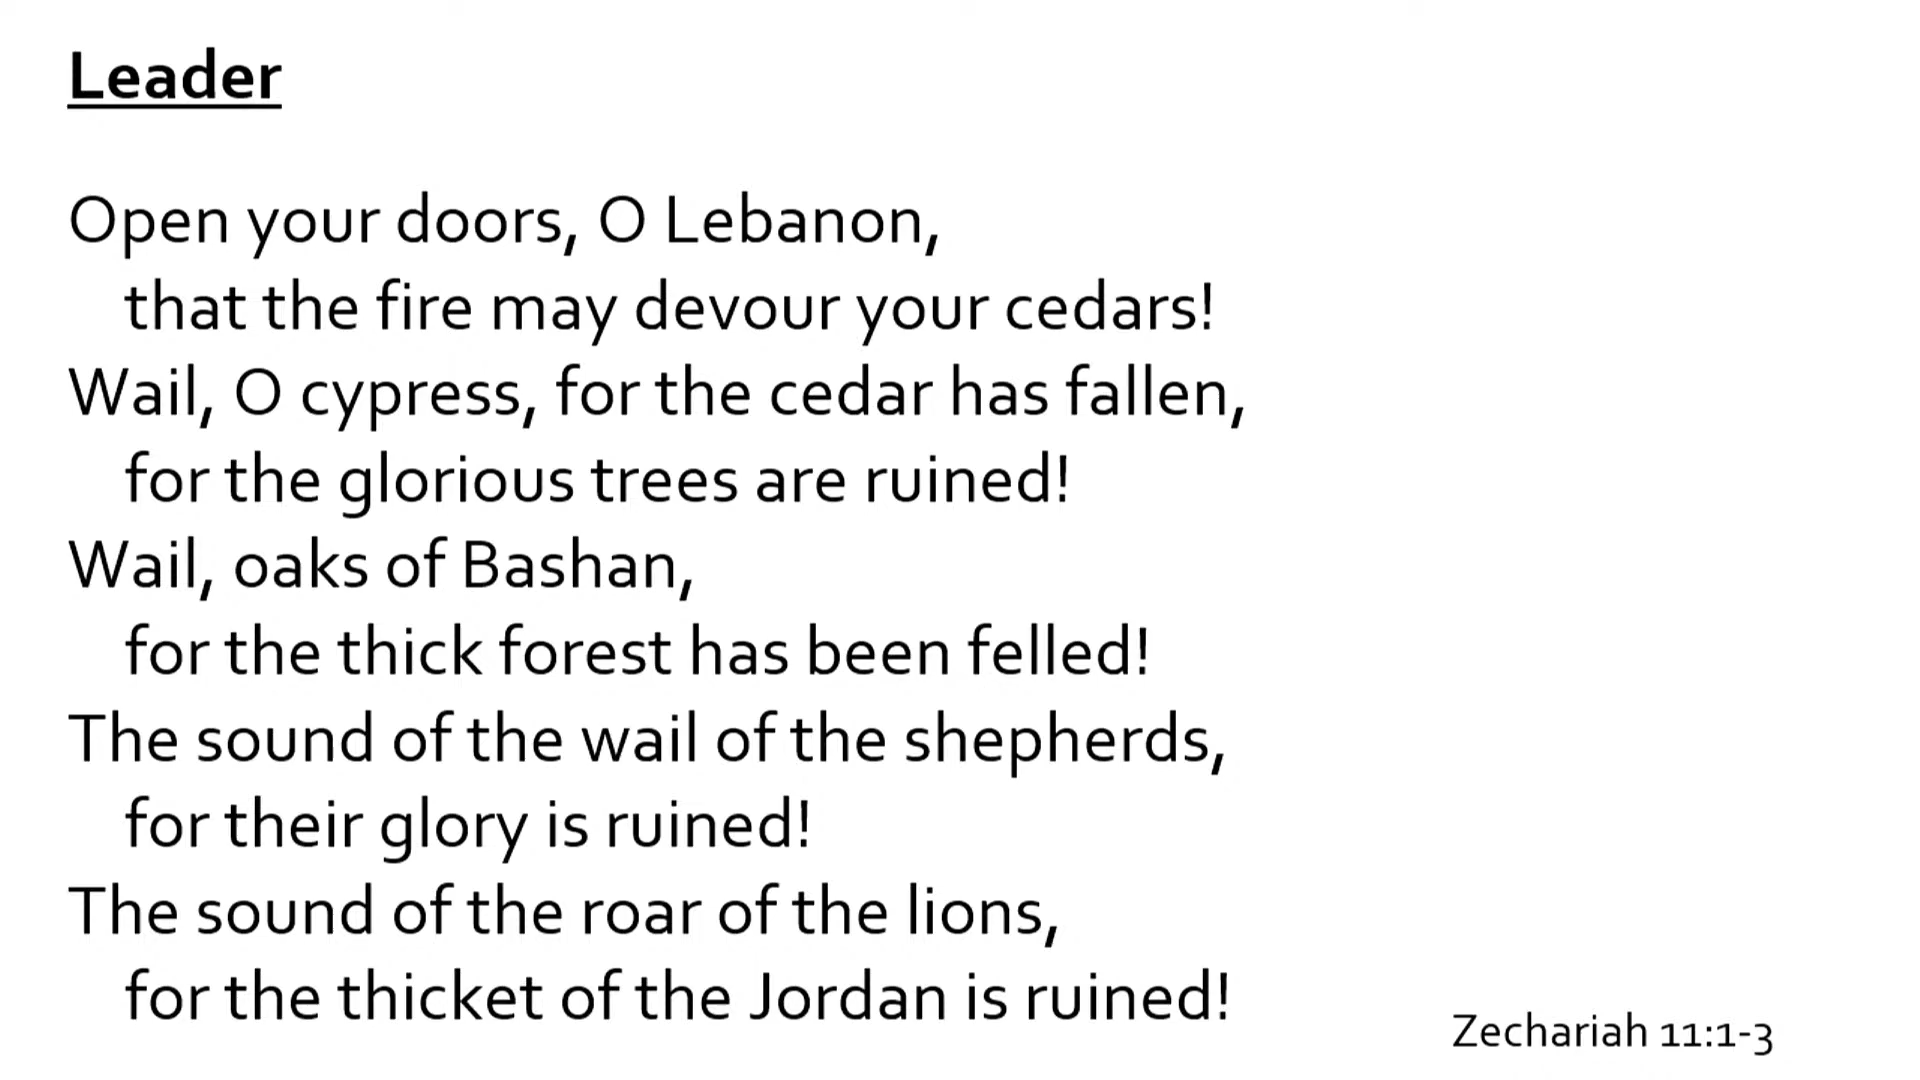 Leader
Open your doors, O Lebanon,
that the fire may devour your cedars!
Wail, O cypress, for the cedar has fallen,
for the glorious trees are ruined!
Wail, oaks of Bashan,
for the thick forest has been felled!
The sound of the wail of the shepherds,
for their glory is ruined!
The sound of the roar of the lions,
for the thicket of the Jordan is ruined!
Zechariah 11:1-3